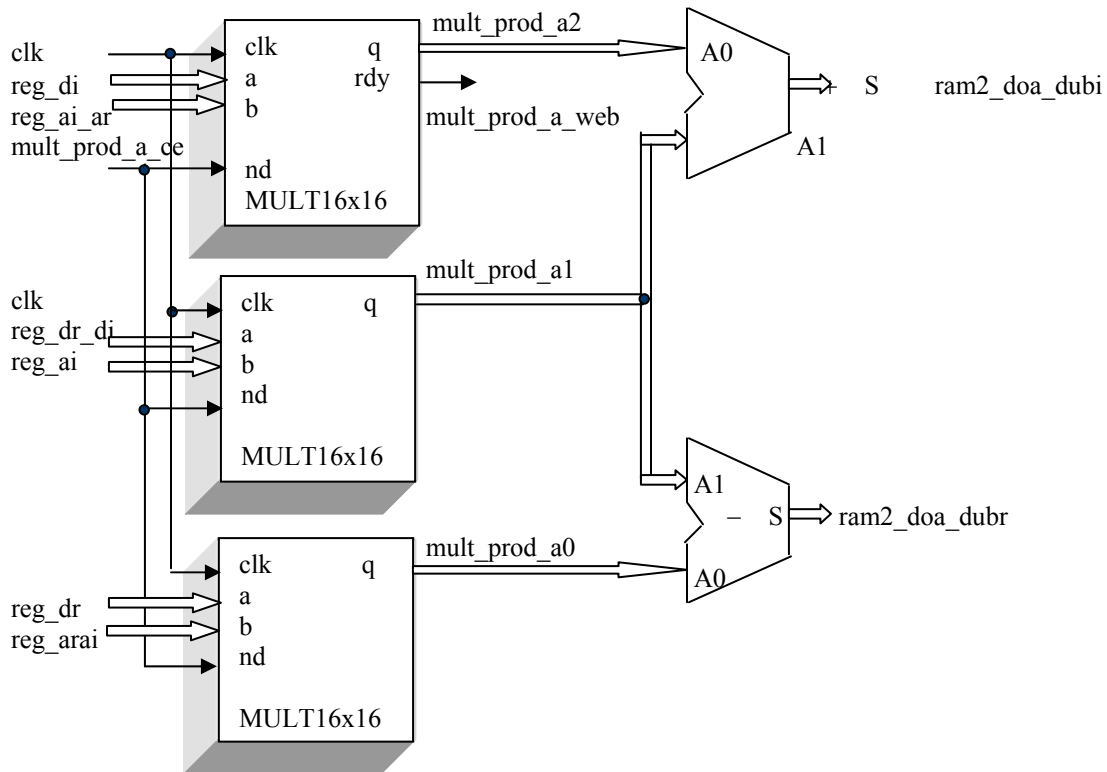 clk
reg_di
reg_ai_ar
mult_prod_a_ce
clk q
a rdy
b
nd
MULT16x16
mult_prod_a2
mult_prod_a_web
A0
+ S ram2_doa_dubi
A1
clk
reg_dr_di
reg_ai
clk q
a
b
nd
MULT16x16
mult_prod_a1
A1
– S ram2_doa_dubr
A0
reg_dr
reg_arai
clk q
a
b
nd
MULT16x16
mult_prod_a0